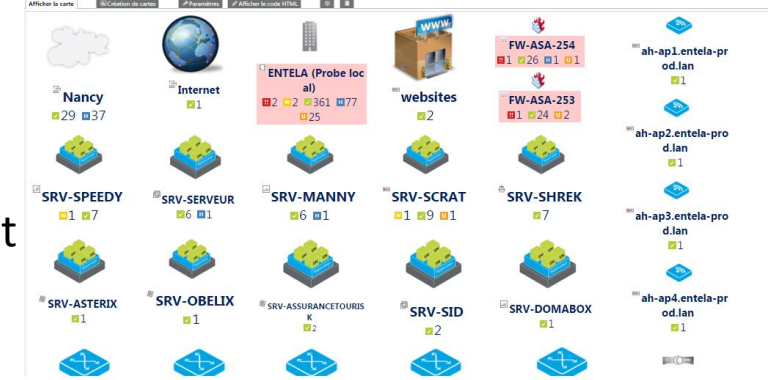 Afficher la carte Création de cartes Paramètres Afficher le code HTML
Nancy
29 37
Internet
1
ENTELA (Probe loc
al)
2 2 361 77
25
WWW.
websites
2
FW-ASA-254
1 26 1 1
FW-ASA-253
1 24 2
ah-ap1.entela-pr
od.lan
1
ah-ap2.entela-pro
d.lan
1
SRV-SPEEDY
1 7
SRV-SERVEUR
6 1
SRV-MANNY
6 1
SRV-SCRAT
1 9 1
SRV-SHREK
7
ah-ap3.entela-pro
d.lan
1
t
SRV-ASTERIX
1
SRV-OBELIX
1
SRV-ASSURANCETOURIS
K
2
SRV-SID
2
SRV-DOMABOX
1
ah-ap4.entela-pr
od.lan
1